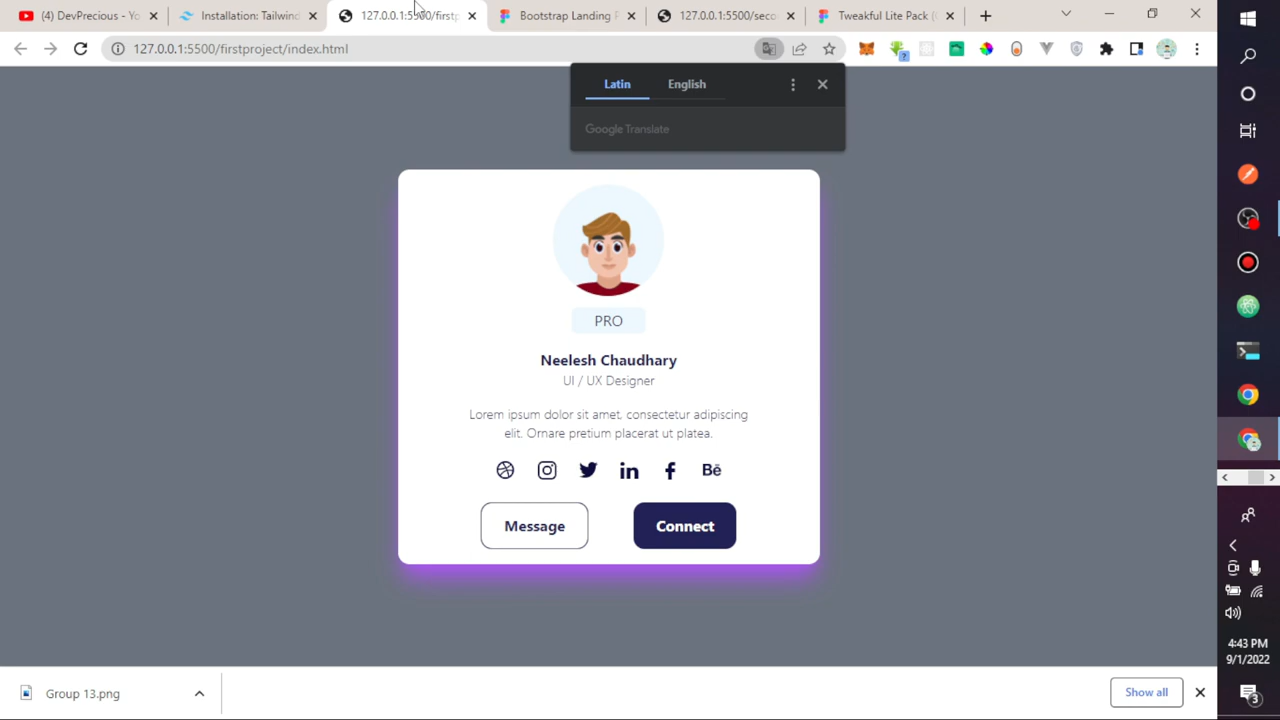 (4) DevPrecious - Yo
Installation: Tailwind
127.0.0.1:5500/firstp
Bootstrap Landing P
127.0.0.1:5500/seco
Tweakful Lite Pack (
127.0.0.1:5500/firstproject/index.html
?
Latin
English
Google Translate
PRO
Neelesh Chaudhary
UI / UX Designer
Lorem ipsum dolor sit amet, consectetur adipiscing
elit. Ornare pretium placerat ut platea.
Message
Connect
Group 13.png
Show all
4:43 PM
9/1/2022
3